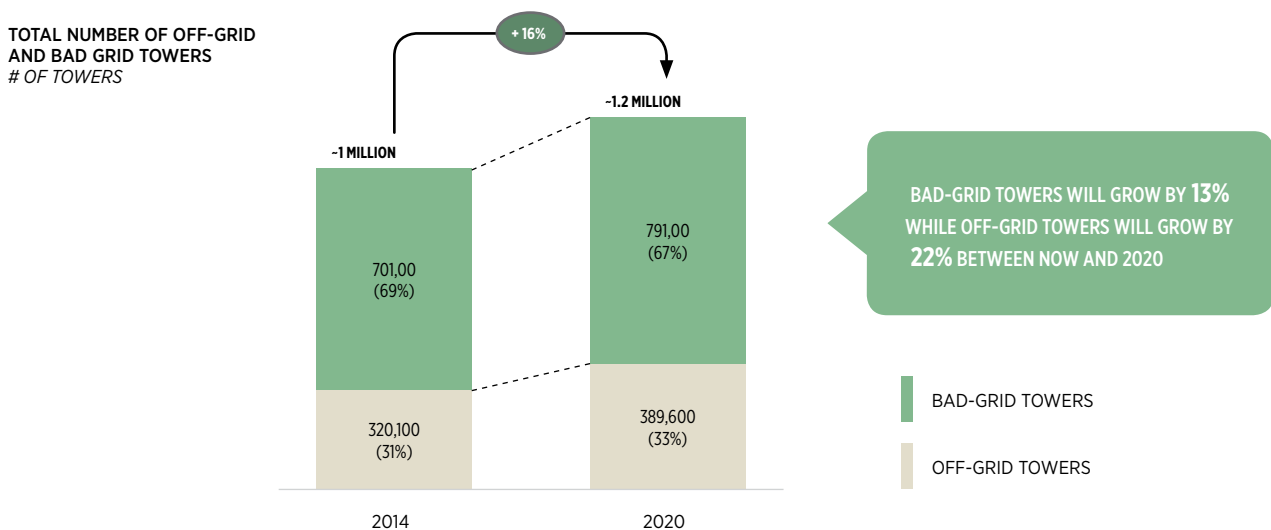 TOTAL NUMBER OF OFF-GRID
AND BAD GRID TOWERS
# OF TOWERS
+ 16%
~1 MILLION
~1.2 MILLION
701,00
(69%)
791,00
(67%)
320,100
(31%)
389,600
(33%)
2014
2020
BAD-GRID TOWERS WILL GROW BY 13%
WHILE OFF-GRID TOWERS WILL GROW BY
22% BETWEEN NOW AND 2020
BAD-GRID TOWERS
OFF-GRID TOWERS